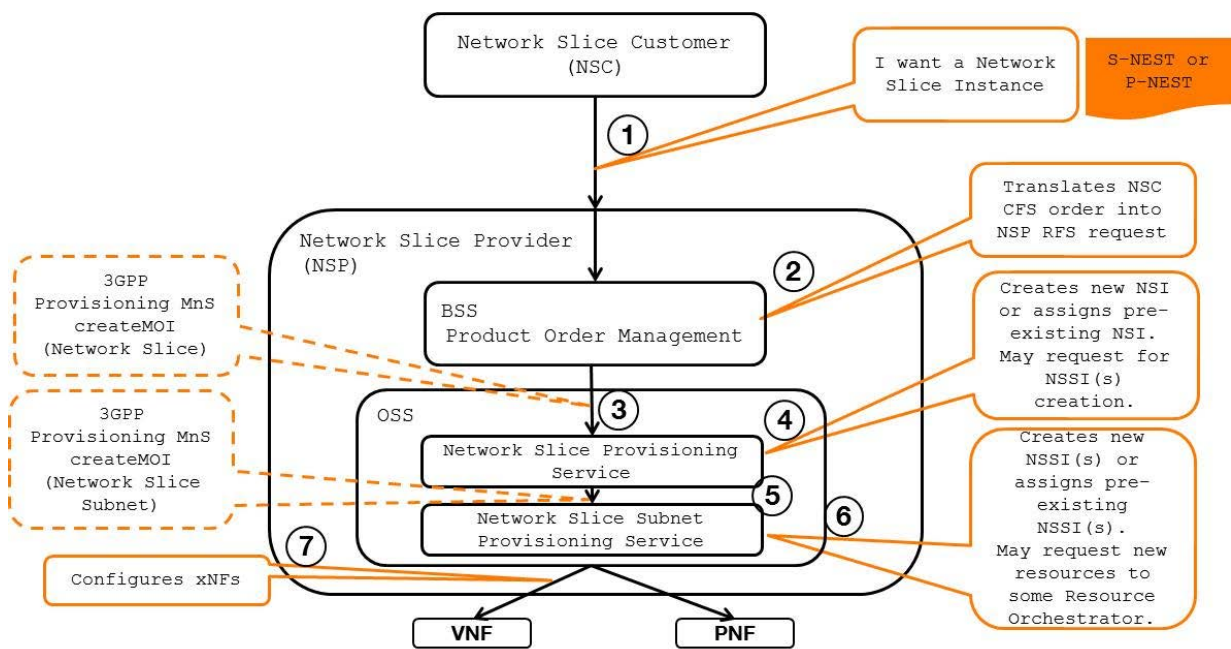 Network Slice Customer
(NSC)
I want a Network
Slice Instance
S-NEST or
P-NEST
1
Translates NSC
CFS order into
NSP RFS request
Network Slice Provider
(NSP)
2
3GPP
Provisioning MnS
createMOI
(Network Slice)
BSS
Product Order Management
Creates new NSI
or assigns pre-
existing NSI.
May request for
NSSI(s)
creation.
OSS
3
4
3GPP
Provisioning MnS
createMOI
(Network Slice
Subnet)
Network Slice Provisioning
Service
5
Network Slice Subnet
Provisioning Service
6
Creates new
NSSI(s) or
assigns pre-
existing
NSSI(s).
May request new
resources to
some Resource
Orchestrator.
7
Configures xNFs
VNF
PNF